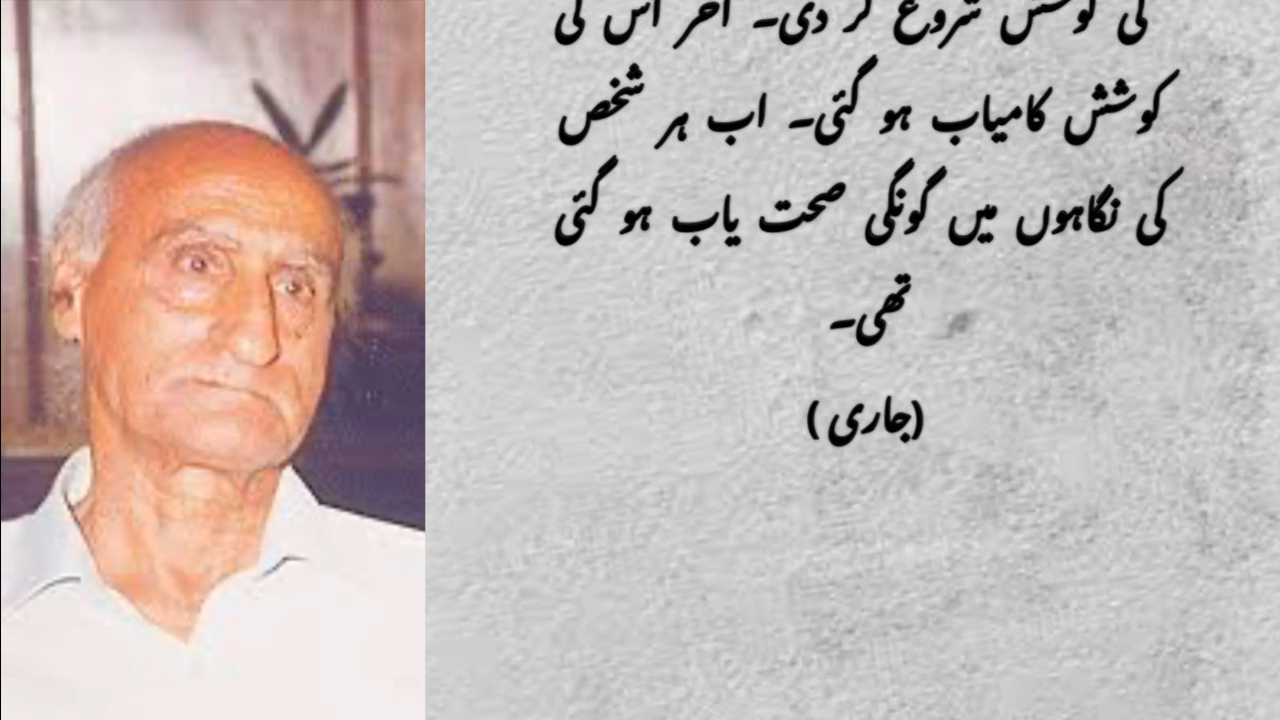 کی کوشش شروع کر دی۔ آخر اس کی
کوشش کامیاب ہو گئی۔ اب ہر شخص
کی نگاہوں میں گونگی صحت یاب ہو گئی
تھی۔
(جاری)